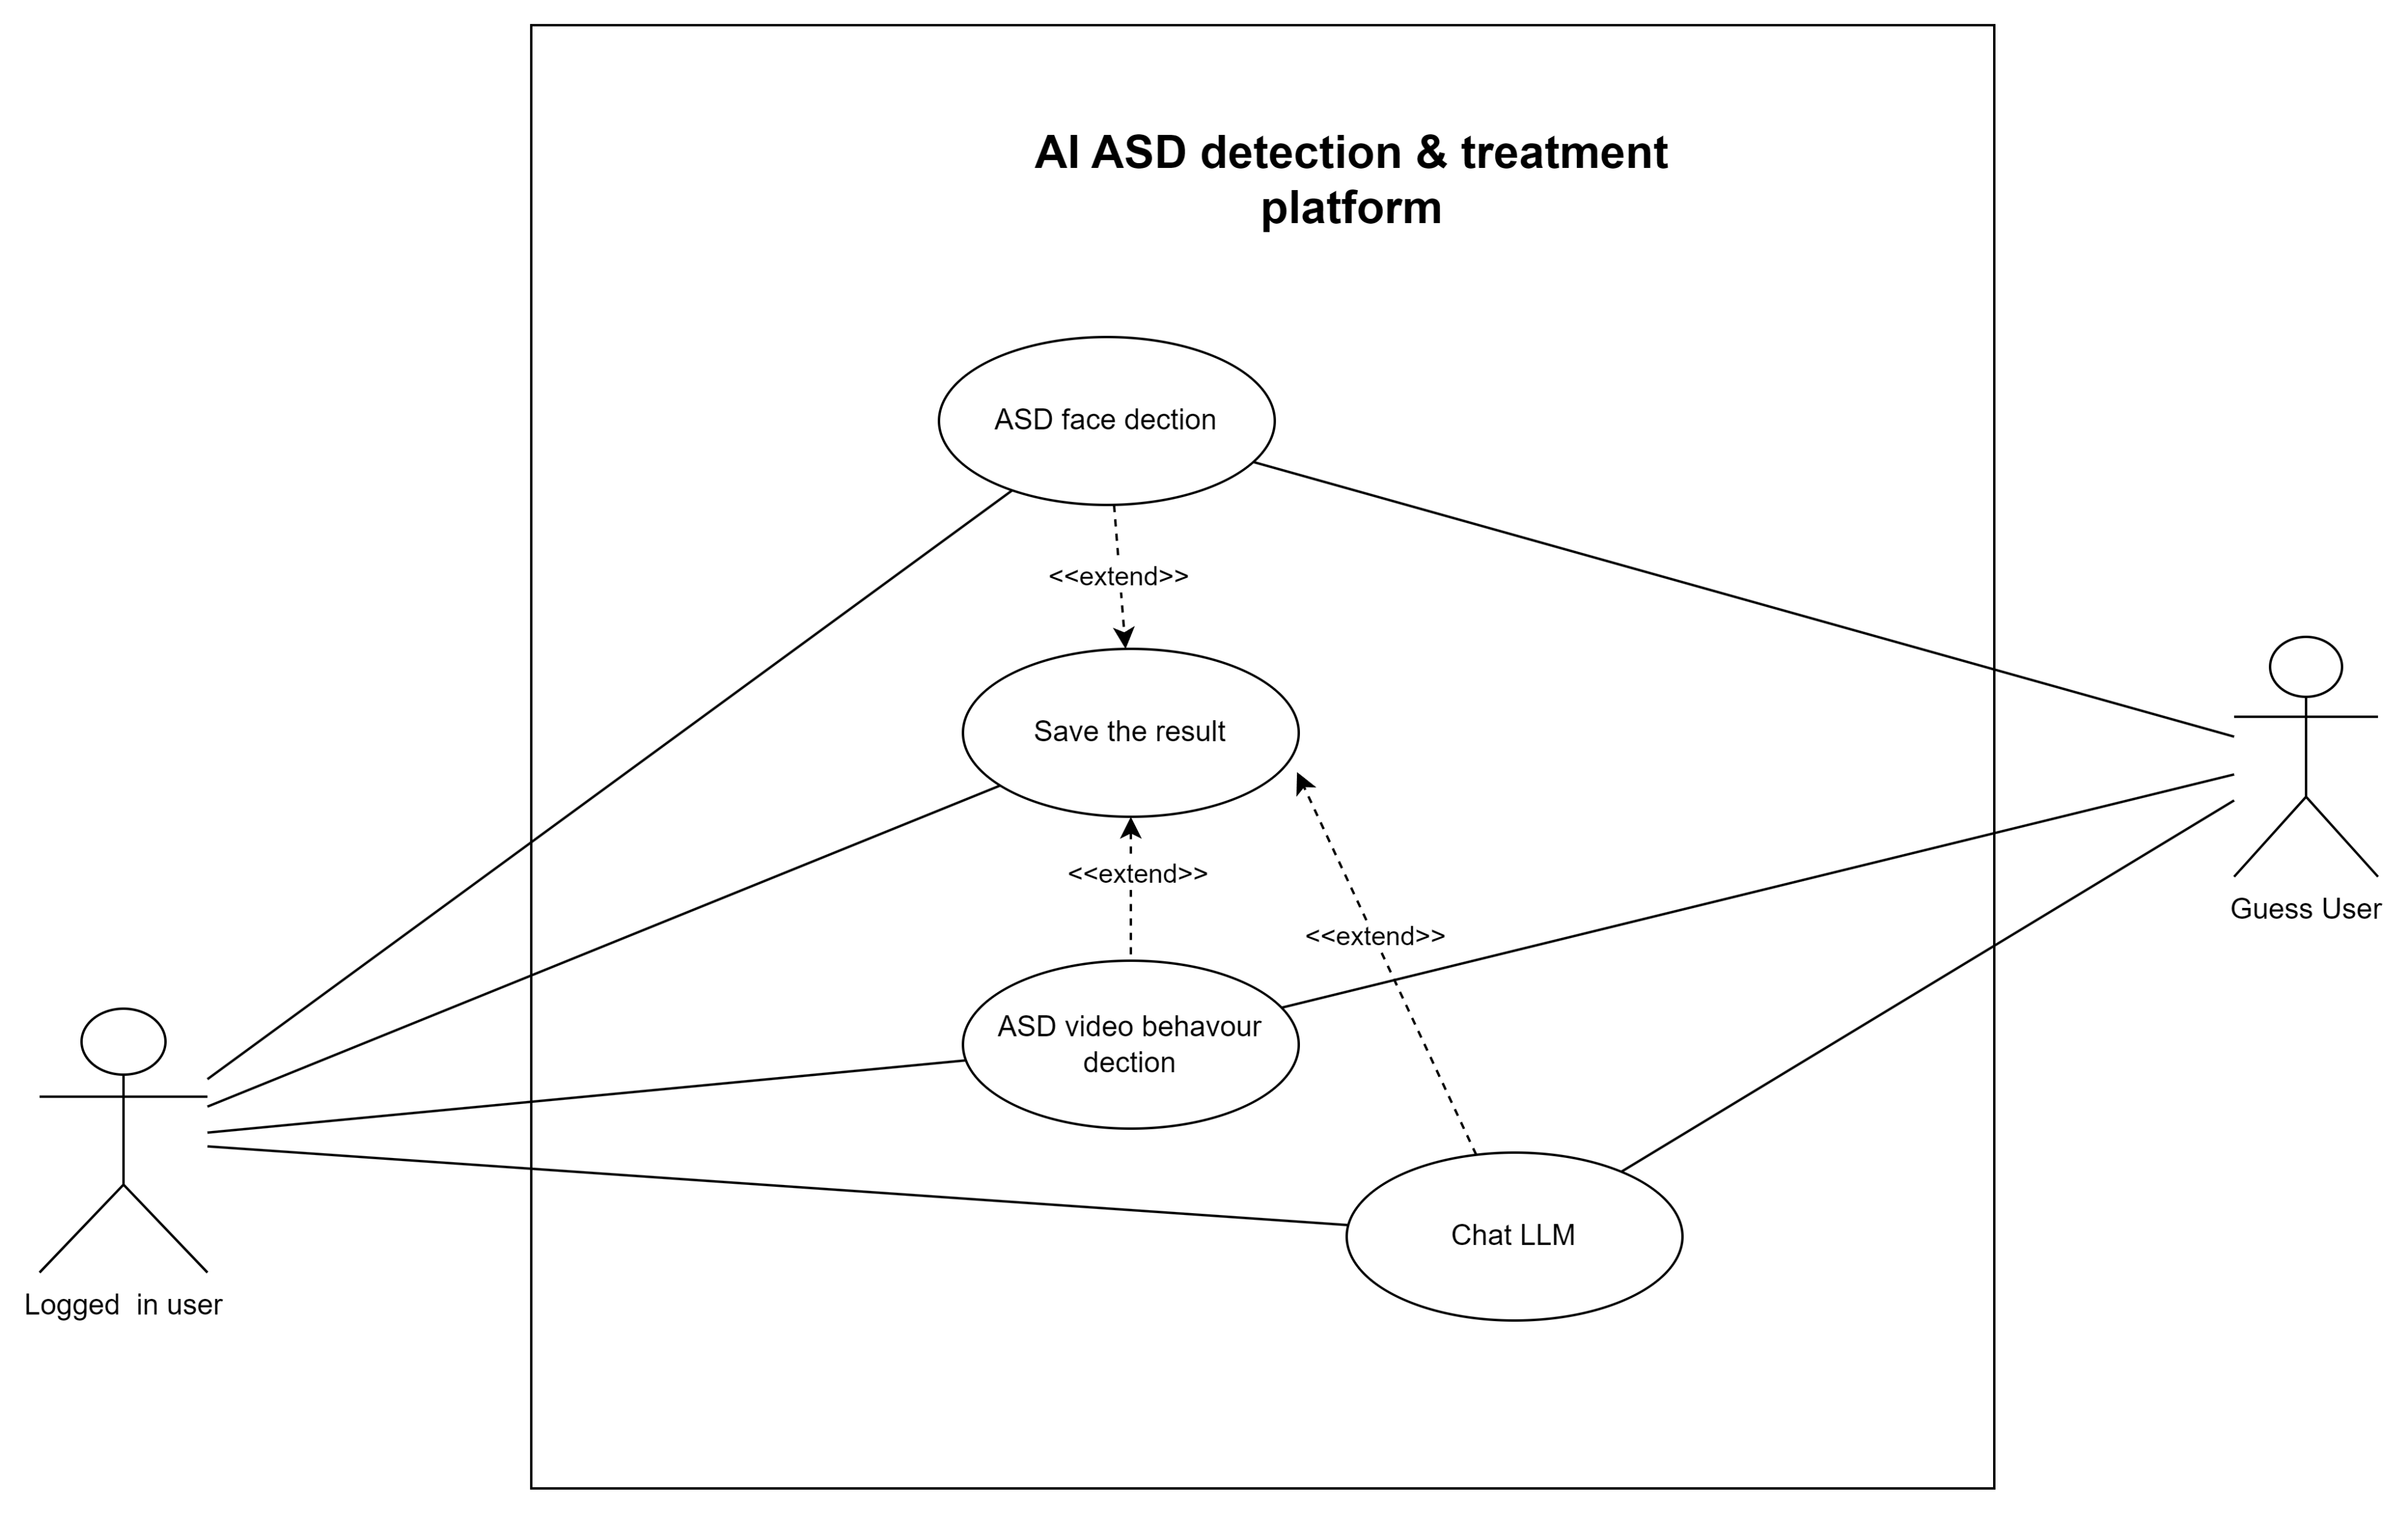 AI ASD detection & treatment
platform
ASD face dection
<<extend>>
Save the result
<<extend>>
<<extend>>
ASD video behavour
dection
Chat LLM
Logged  in user
Guess User